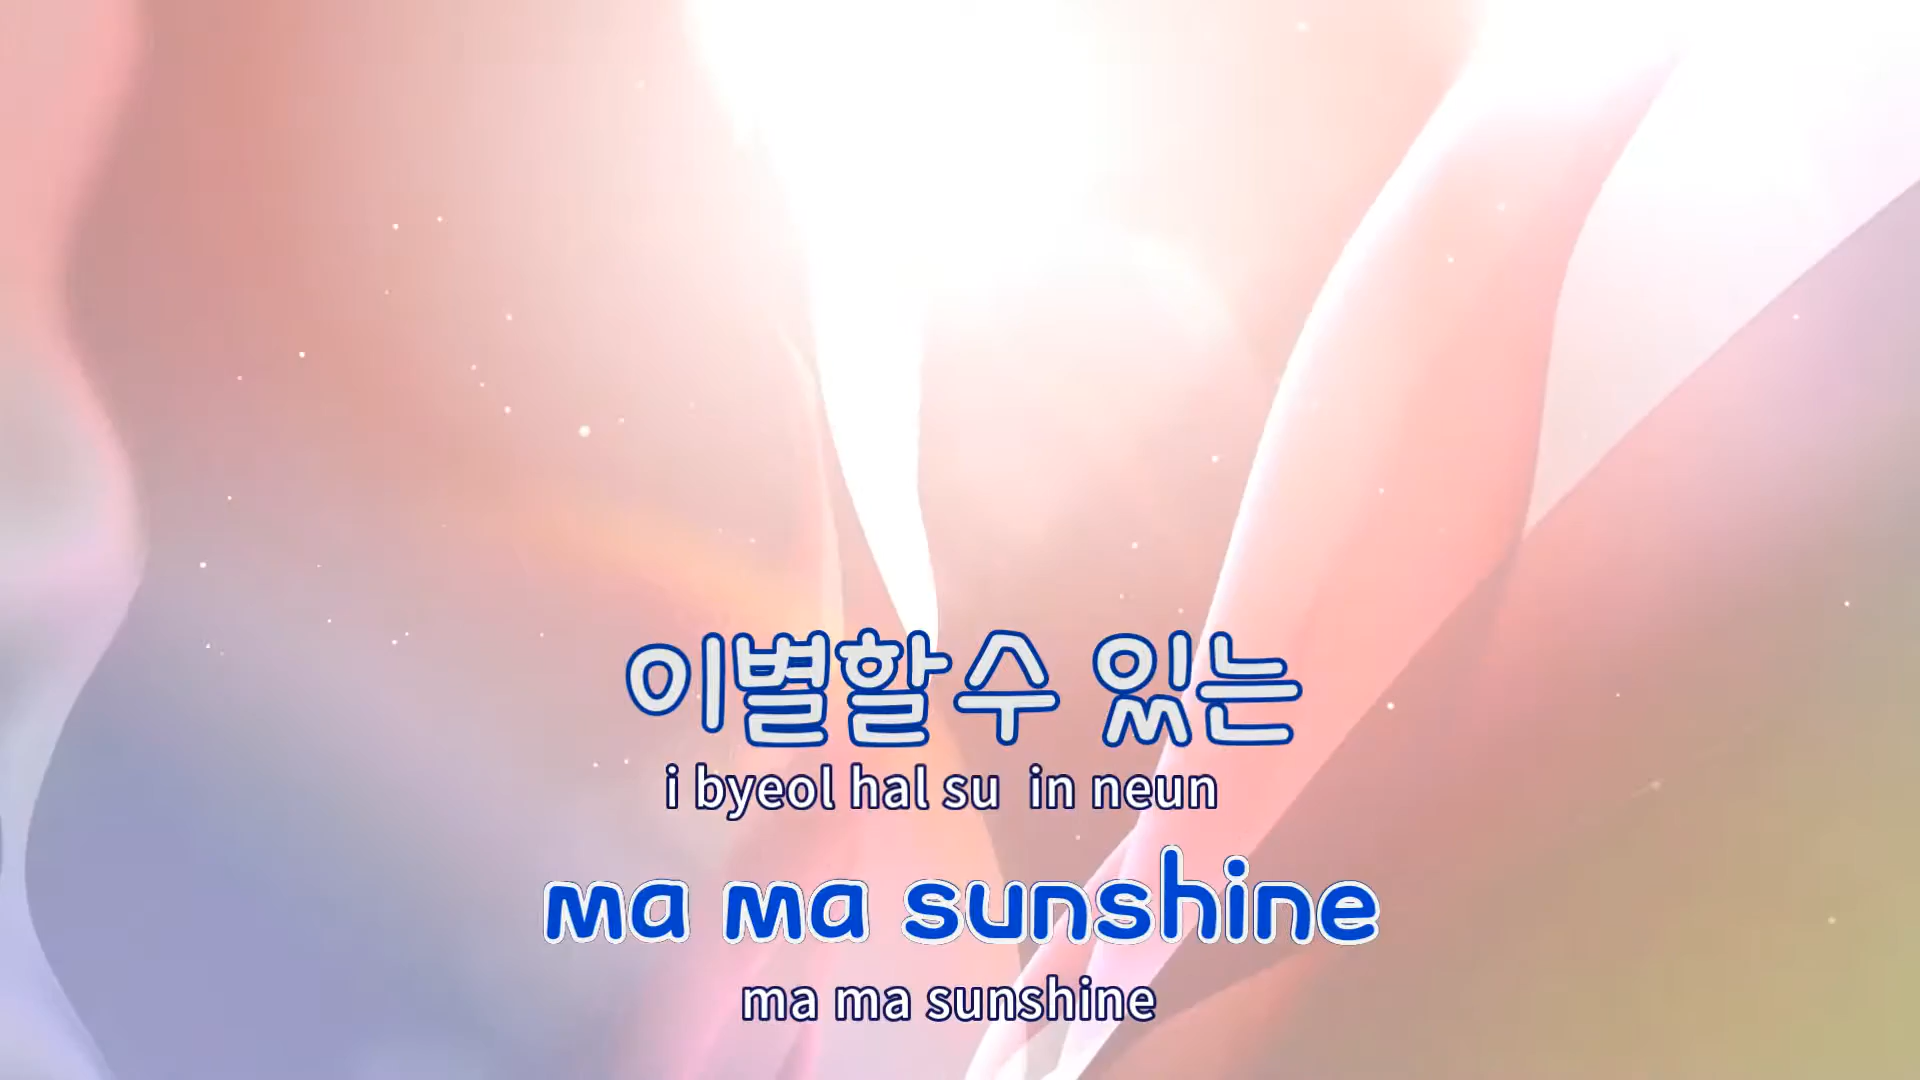 이별할수 있는
i byeol hal su in neun
ma ma sunshine
ma ma sunshine